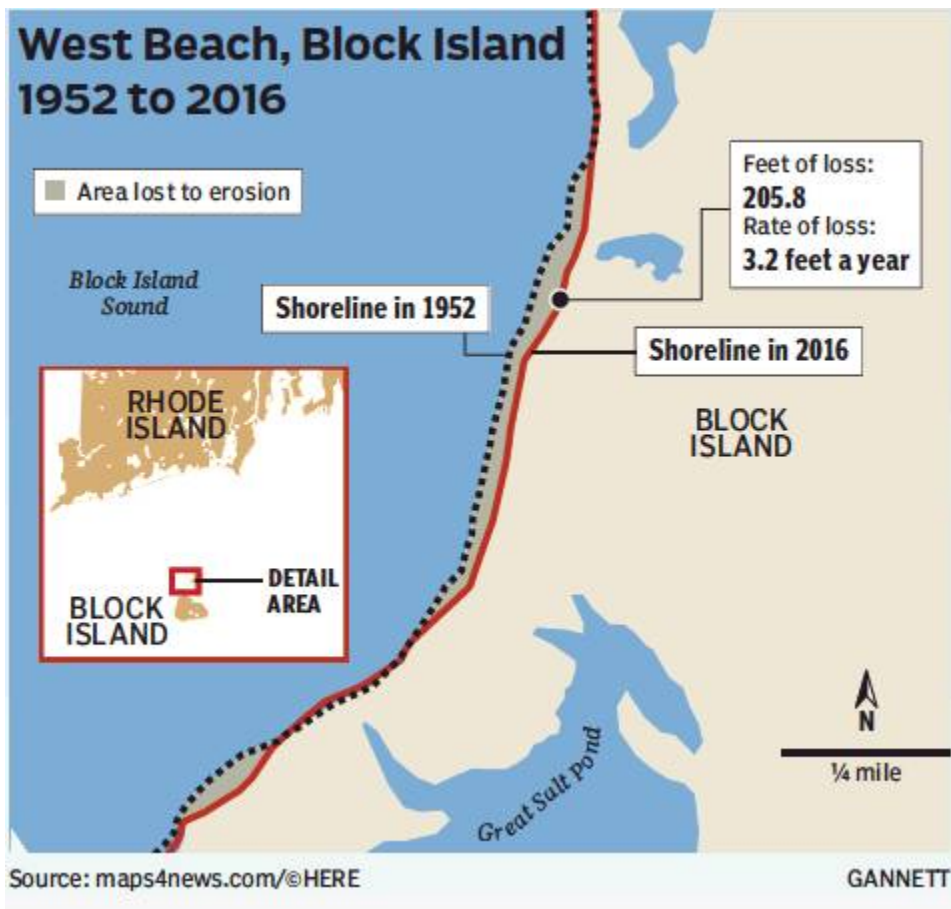 West Beach, Block Island
1952 to 2016
Area lost to erosion
Feet of loss:
205.8
Rate of loss:
3.2 feet a year
Block Island
Sound
Shoreline in 1952
Shoreline in 2016
RHODE
ISLAND
BLOCK
ISLAND
DETAIL
AREA
BLOCK
ISLAND
N
¼ mile
Great Salt Pond
Source: maps4news.com/©HERE
GANNETT